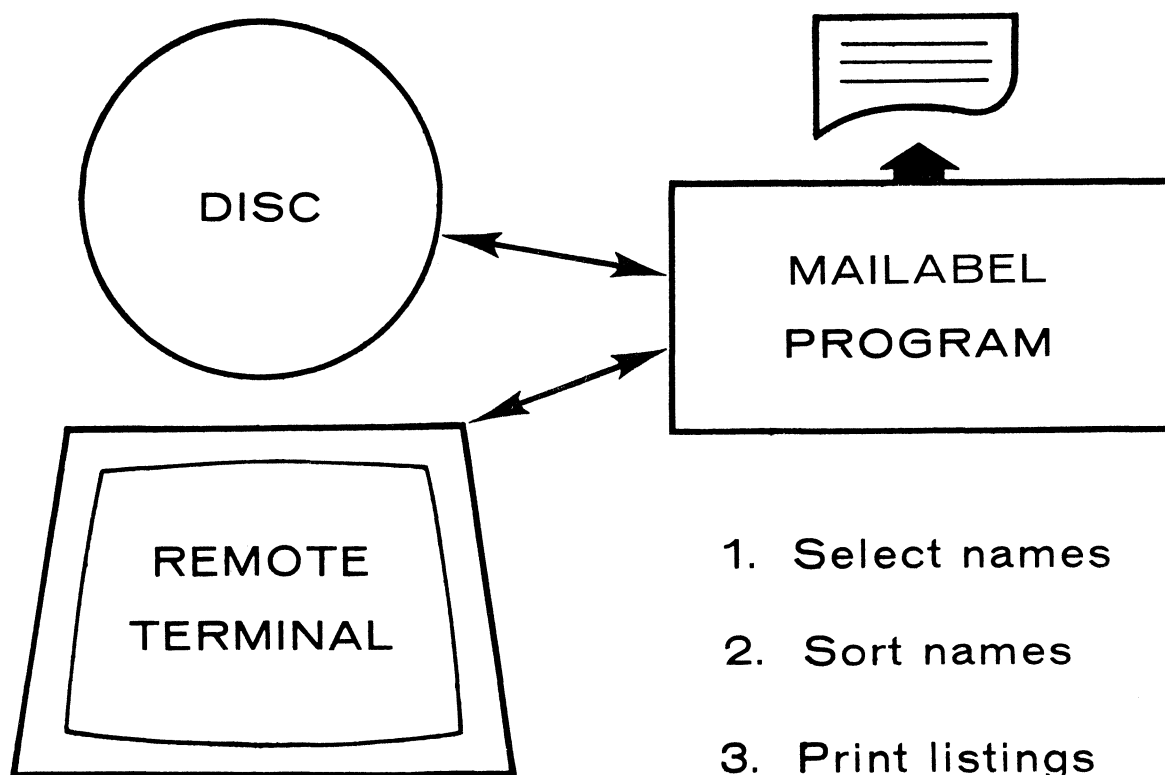 DISC
MAILABEL
PROGRAM
REMOTE
TERMINAL
1. Select names
2. Sort names
3. Print listings